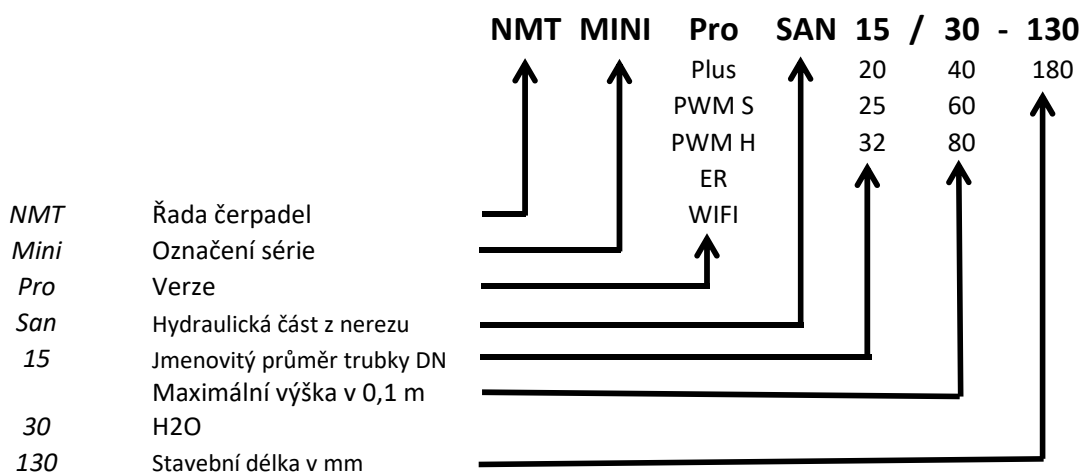 NMT MINI Pro SAN 15 / 30 - 130
Plus 20 40 180
PWM S 25 60
PWM H 32 80
ER
NMT Řada čerpadel WIFI
Mini Označení série
Pro Verze
San Hydraulická část z nerezu
15 Jmenovitý průměr trubky DN
Maximální výška v 0,1 m
30 H2O
130 Stavební délka v mm